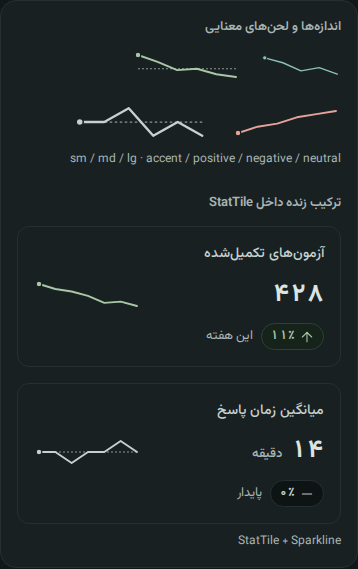 اندازه‌ها و لحن‌های معنایی
sm / md / lg · accent / positive / negative / neutral
ترکیب زنده داخل StatTile
آزمون‌های تکمیل‌شده
۴۲۸
↑ ۱۱٪ این هفته
میانگین زمان پاسخ
۱۴ دقیقه
— ۰٪ پایدار
StatTile + Sparkline